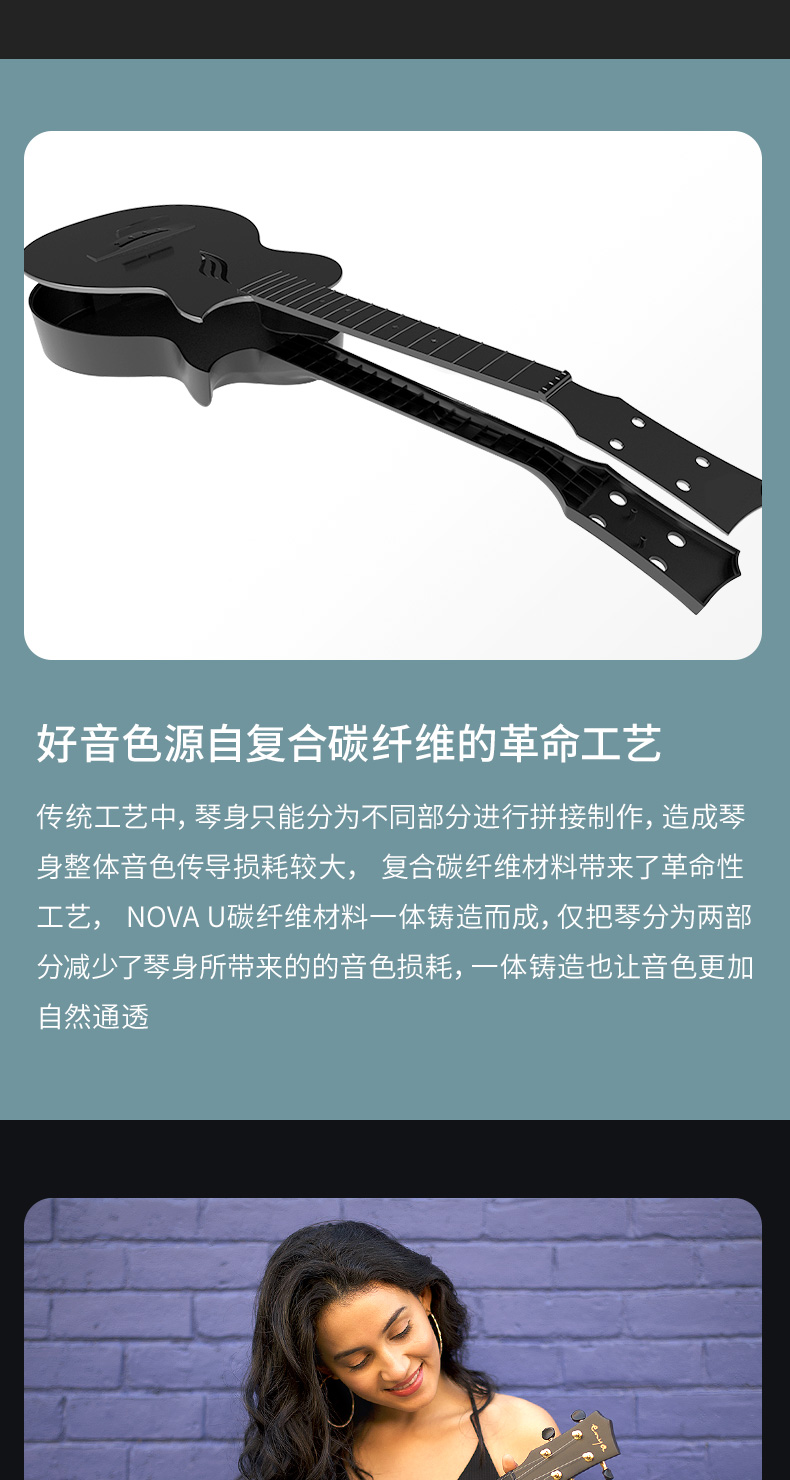 好音色源自复合碳纤维的革命工艺
传统工艺中, 琴身只能分为不同部分进行拼接制作, 造成琴
身整体音色传导损耗较大， 复合碳纤维材料带来了革命性
工艺， NOVA U碳纤维材料一体铸造而成, 仅把琴分为两部
分减少了琴身所带来的的音色损耗, 一体铸造也让音色更加
自然通透
enya